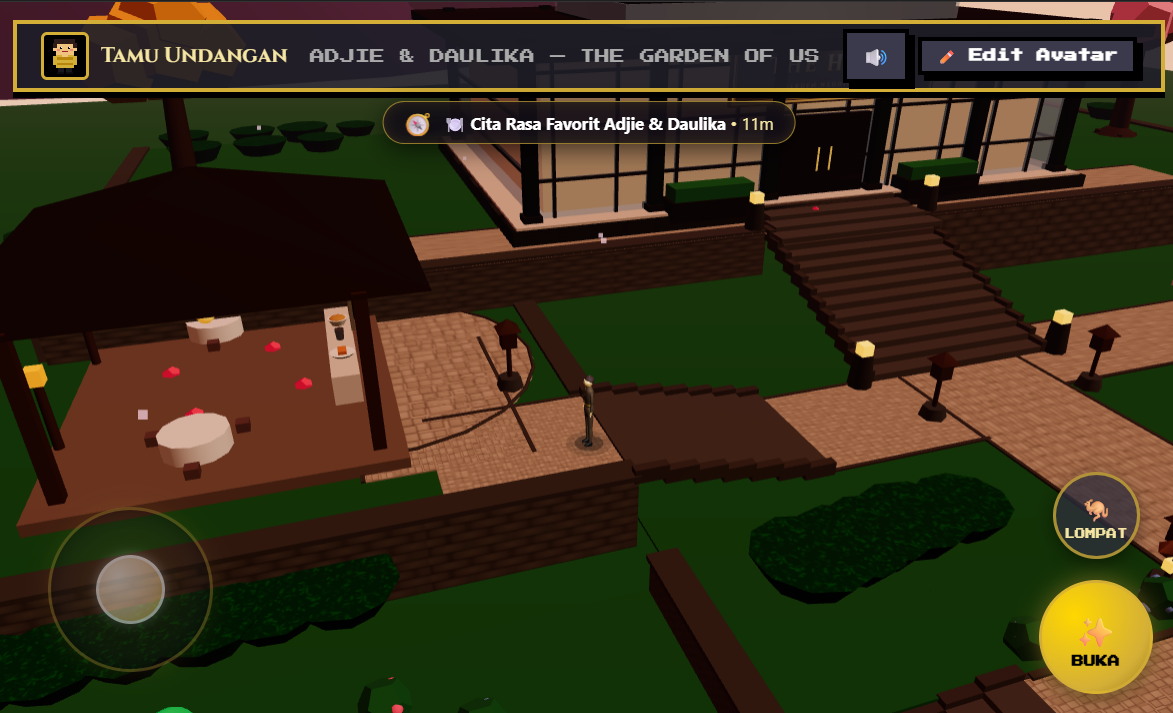 Tamu Undangan
ADJIE & DAULIKA — THE GARDEN OF US
Edit Avatar
Cita Rasa Favorit Adjie & Daulika • 11m
LOMPAT
BUKA